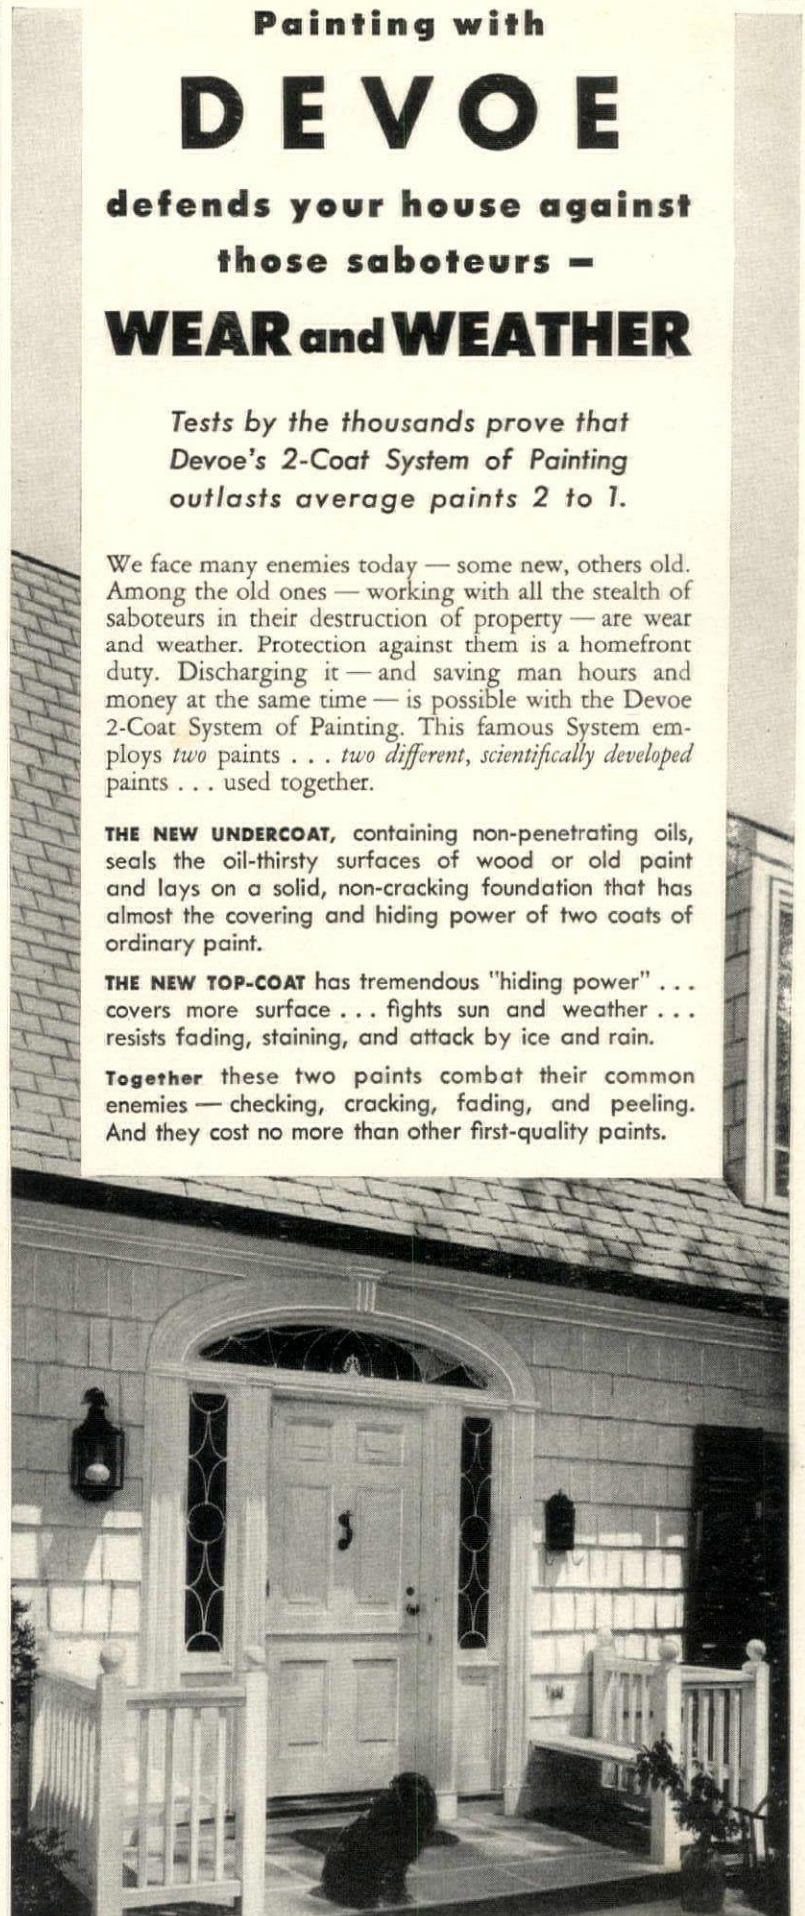 Painting with
DEVOE
defends your house against
those saboteurs –
WEAR and WEATHER
Tests by the thousands prove that
Devoe's 2-Coat System of Painting
outlasts average paints 2 to 1.
We face many enemies today — some new, others old.
Among the old ones — working with all the stealth of
saboteurs in their destruction of property — are wear
and weather. Protection against them is a homefront
duty. Discharging it — and saving man hours and
money at the same time — is possible with the Devoe
2-Coat System of Painting. This famous System em-
ploys two paints . . . two different, scientifically developed
paints . . . used together.
THE NEW UNDERCOAT, containing non-penetrating oils,
seals the oil-thirsty surfaces of wood or old paint
and lays on a solid, non-cracking foundation that has
almost the covering and hiding power of two coats of
ordinary paint.
THE NEW TOP-COAT has tremendous "hiding power" . . .
covers more surface . . . fights sun and weather . . .
resists fading, staining, and attack by ice and rain.
Together these two paints combat their common
enemies — checking, cracking, fading, and peeling.
And they cost no more than other first-quality paints.